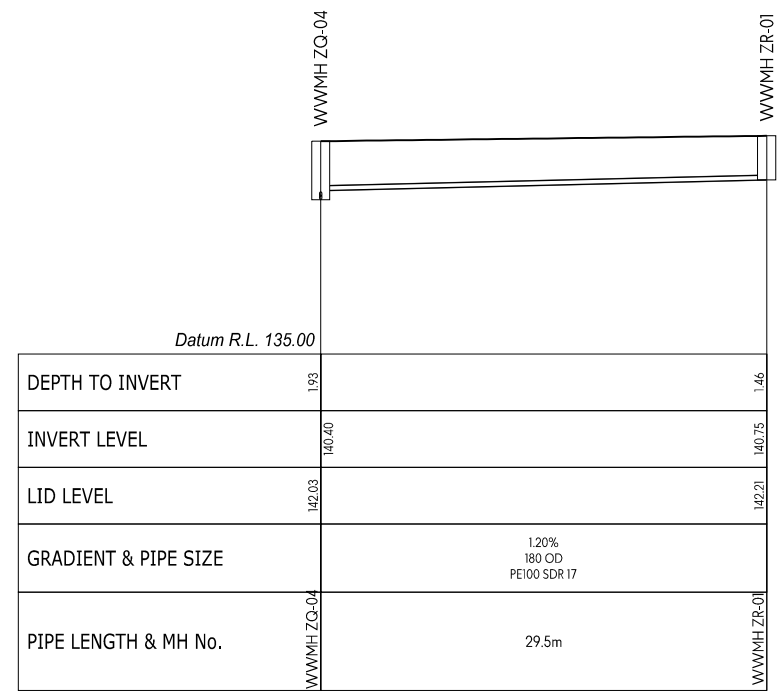 WWMH ZQ-04
WWMH ZR-01
Datum R.L. 135.00
DEPTH TO INVERT
1.93
1.46
INVERT LEVEL
140.40
140.75
LID LEVEL
142.03
142.21
GRADIENT & PIPE SIZE
1.20%
180 OD
PE100 SDR 17
PIPE LENGTH & MH No.
WWMH ZQ-04
29.5m
WWMH ZR-01